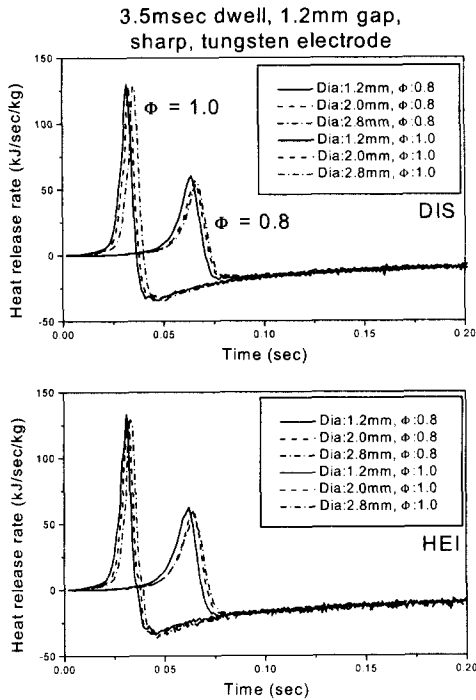 3.5msec dwell, 1.2mm gap,
sharp, tungsten electrode
150
100
50
0
-50
Heat release rate (kJ/sec/kg)
Φ = 1.0
Φ = 0.8
Dia:1.2mm, Φ:0.8
Dia:2.0mm, Φ:0.8
Dia:2.8mm, Φ:0.8
Dia:1.2mm, Φ:1.0
Dia:2.0mm, Φ:1.0
Dia:2.8mm, Φ:1.0
DIS
0.00 0.05 0.10 0.15 0.20
Time (sec)
150
100
50
0
-50
Heat release rate (kJ/sec/kg)
Dia:1.2mm, Φ:0.8
Dia:2.0mm, Φ:0.8
Dia:2.8mm, Φ:0.8
Dia:1.2mm, Φ:1.0
Dia:2.0mm, Φ:1.0
Dia:2.8mm, Φ:1.0
HEI
0.00 0.05 0.10 0.15 0.20
Time (sec)